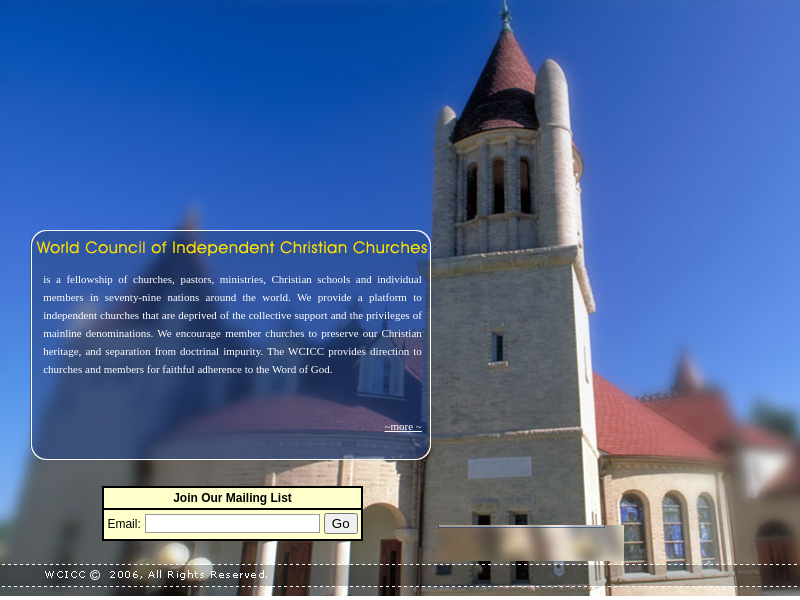 World Council of Independent Christian Churches
is a fellowship of churches, pastors, ministries, Christian schools and individual
members in seventy-nine nations around the world. We provide a platform to
independent churches that are deprived of the collective support and the privileges of
mainline denominations. We encourage member churches to preserve our Christian
heritage, and separation from doctrinal impurity. The WCICC provides direction to
churches and members for faithful adherence to the Word of God.
~more ~
Join Our Mailing List
Email: Go
WCICC © 2006, All Rights Reserved.